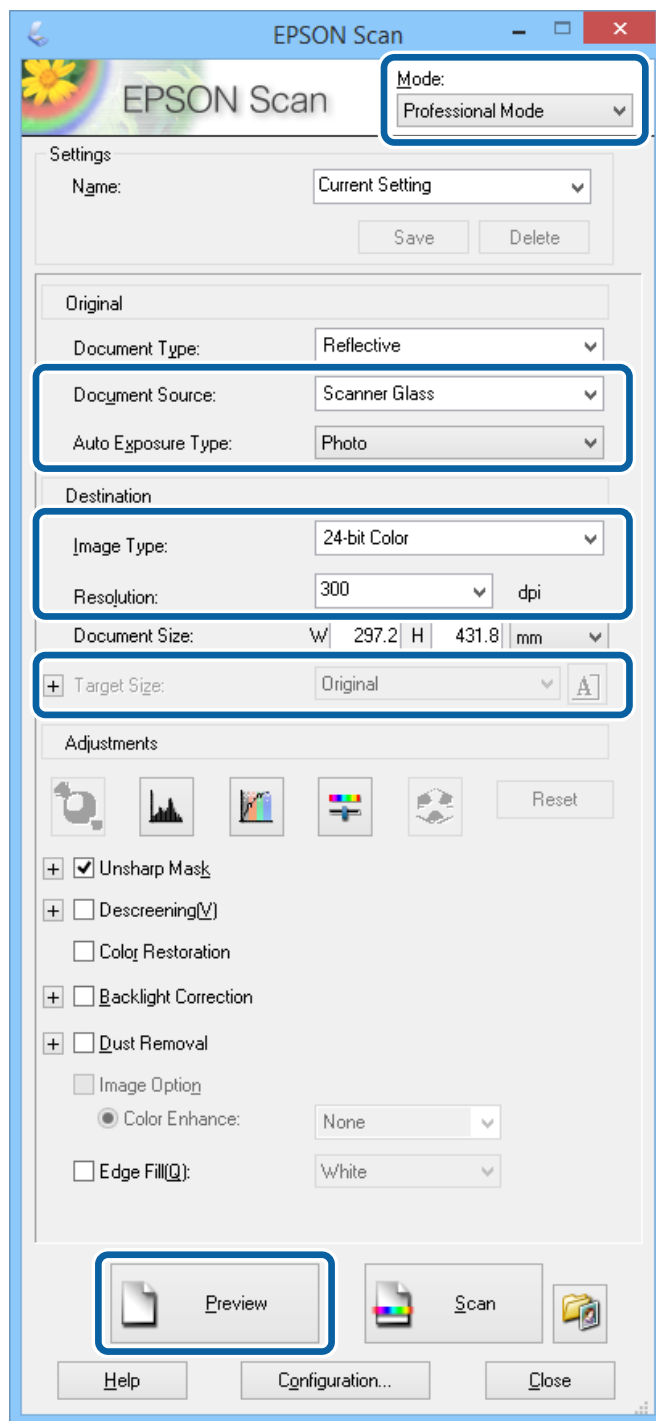 EPSON Scan
EPSON Scan
Mode:
Professional Mode
Settings
Name: Current Setting
Save Delete
Original
Document Type: Reflective
Document Source: Scanner Glass
Auto Exposure Type: Photo
Destination
Image Type: 24-bit Color
Resolution: 300 dpi
Document Size: W 297.2 H 431.8 mm
+ Target Size: Original A
Adjustments
Reset
+ Unsharp Mask
+ Descreening(V)
Color Restoration
+ Backlight Correction
+ Dust Removal
Image Option
Color Enhance: None
Edge Fill(Q): White
Preview Scan
Help Configuration... Close